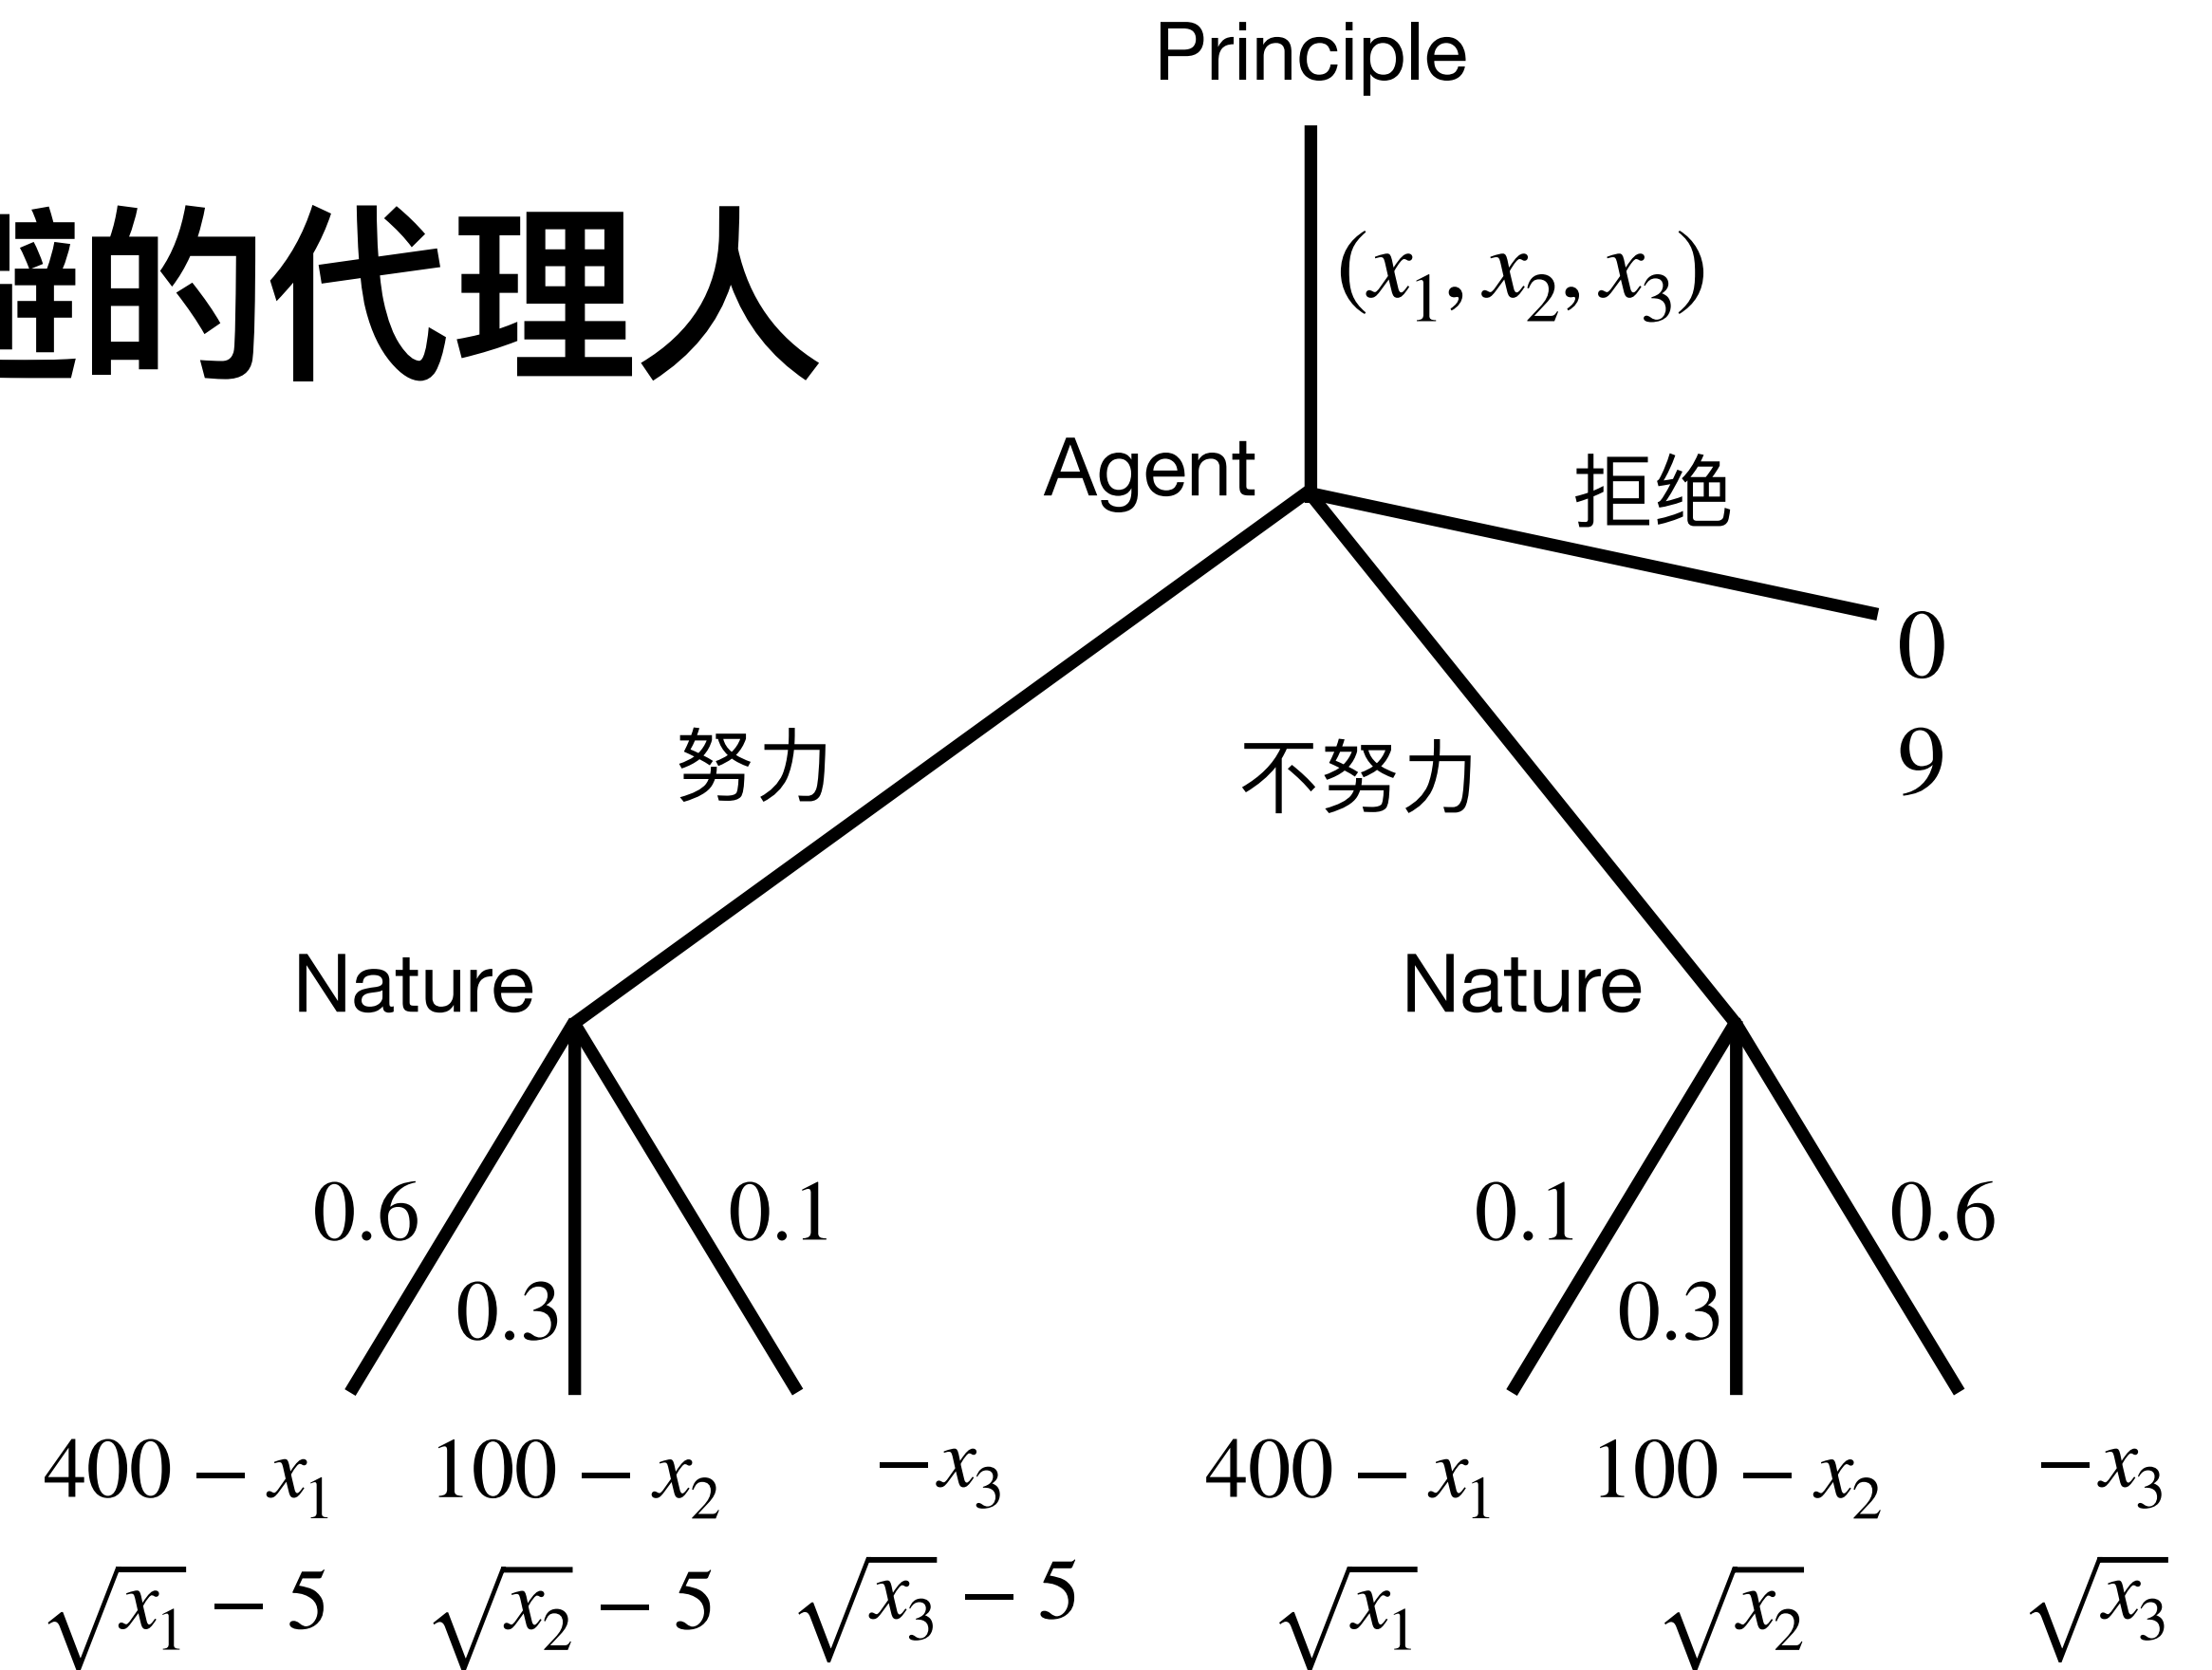 Principle
避的代理人
(x₁, x₂, x₃)
Agent
拒绝
0
9
努力
不努力
Nature
Nature
0.6
0.3
0.1
0.1
0.3
0.6
400 − x₁
100 − x₂
−x₃
400 − x₁
100 − x₂
−x₃
√x₁ − 5
√x₂ − 5
√x₃ − 5
√x₁
√x₂
√x₃